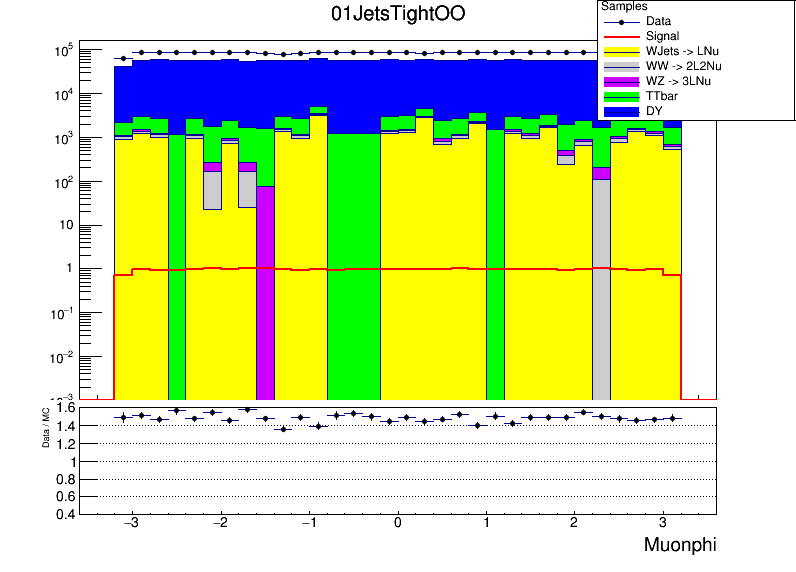 01JetsTightOO
Samples
Data
Signal
WJets -> LNu
WW -> 2L2Nu
WZ -> 3LNu
TTbar
DY
10^5
10^4
10^3
10^2
10
1
10^-1
10^-2
10^-3
Data / MC
1.6
1.4
1.2
1
0.8
0.6
0.4
−3 −2 −1 0 1 2 3
Muonphi